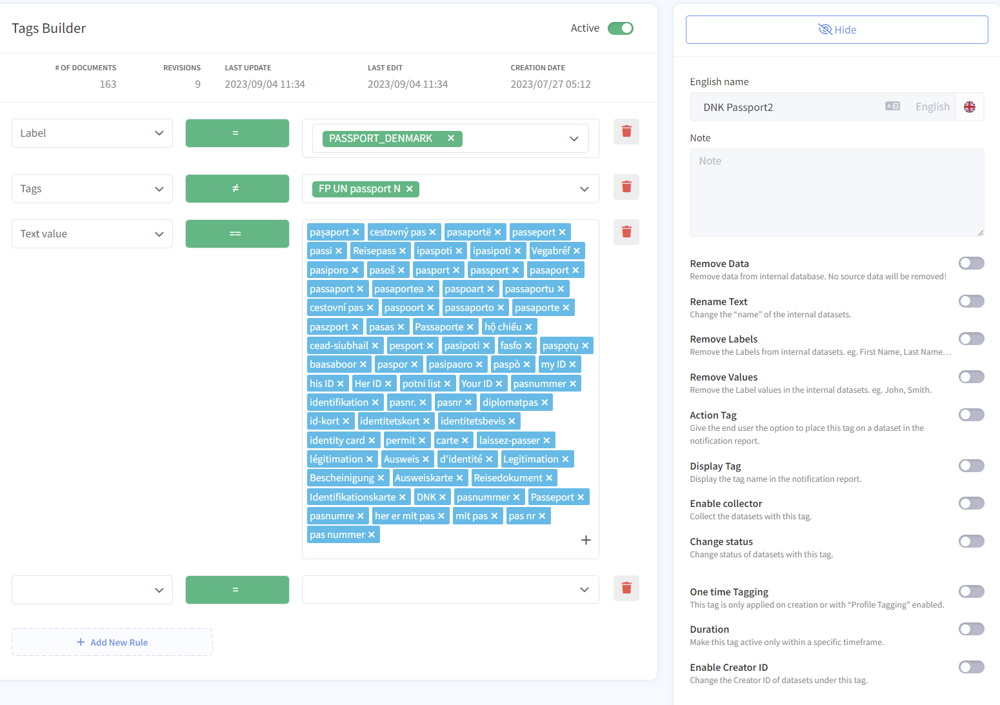 Tags Builder
Active
# OF DOCUMENTS
REVISIONS
LAST UPDATE
LAST EDIT
CREATION DATE
163
9
2023/09/04 11:34
2023/09/04 11:34
2023/07/27 05:12
Label
=
PASSPORT_DENMARK ×
Tags
≠
FP UN passport N ×
Text value
==
paşaport × cestovný pas × pasaportë × passeport ×
passi × Reisepass × ipaspoti × ipasipoti × Vegabréf ×
pasiporo × pasoš × pasport × passport × pasaport ×
passaport × pasaportea × paspoart × passaportu ×
cestovní pas × paspoort × passaporto × pasaporte ×
paszport × pasas × Passaporte × hộ chiếu ×
cead-siubhail × pesport × pasipoti × fasfo × paspọtụ ×
baasaboor × paspor × pasipaoro × paspò × my ID ×
his ID × Her ID × potni list × Your ID × pasnummer ×
identifikation × pasnr. × pasnr × diplomatpas ×
id-kort × identitetskort × identitetsbevis ×
identity card × permit × carte × laissez-passer ×
légitimation × Ausweis × d'identité × Legitimation ×
Bescheinigung × Ausweiskarte × Reisedokument ×
Identifikationskarte × DNK × pasnummer × Passeport ×
pasnumre × her er mit pas × mit pas × pas nr ×
pas nummer ×
+
=
+ Add New Rule
Hide
English name
DNK Passport2
English
Note
Note
Remove Data
Remove data from internal database. No source data will be removed!
Rename Text
Change the “name” of the internal datasets.
Remove Labels
Remove the Labels from internal datasets. eg. First Name, Last Name…
Remove Values
Remove the Label values in the internal datasets. eg. John, Smith.
Action Tag
Give the end user the option to place this tag on a dataset in the
notification report.
Display Tag
Display the tag name in the notification report.
Enable collector
Collect the datasets with this tag.
Change status
Change status of datasets with this tag.
One time Tagging
This tag is only applied on creation or with “Profile Tagging” enabled.
Duration
Make this tag active only within a specific timeframe.
Enable Creator ID
Change the Creator ID of datasets under this tag.